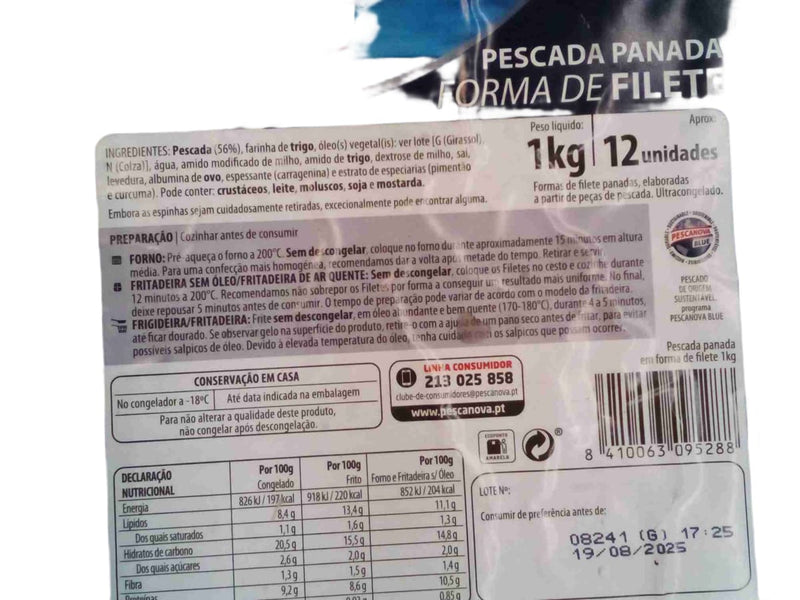 PESCADA PANADA
FORMA DE FILETE
INGREDIENTES: Pescada (56%), farinha de trigo, óleo(s) vegetal(is): ver lote [G (Girassol),
N (Colza)], água, amido modificado de milho, amido de trigo, dextrose de milho, sal,
levedura, albumina de ovo, espessante (carragenina) e estrato de especiarias (pimentão
e curcuma). Pode conter: crustáceos, leite, moluscos, soja e mostarda.
Embora as espinhas sejam cuidadosamente retiradas, excecionalmente pode encontrar alguma.
Peso líquido:
1kg
Aprox:
12 unidades
Formas de filete panadas, elaboradas
a partir de peças de pescada. Ultracongelado.
PREPARAÇÃO | Cozinhar antes de consumir
FORNO: Pré-aqueça o forno a 200°C. Sem descongelar, coloque no forno durante aproximadamente 15 minutos em altura
média. Para uma confecção mais homogénea, recomendamos dar a volta após metade do tempo. Retirar e servir.
FRITADEIRA SEM ÓLEO/FRITADEIRA DE AR QUENTE: Sem descongelar, coloque os Filetes no cesto e cozinhe durante
12 minutos a 200°C. Recomendamos não sobrepor os Filetes por forma a conseguir um resultado mais uniforme. No final,
deixe repousar 5 minutos antes de consumir. O tempo de preparação pode variar de acordo com o modelo da fritadeira.
FRIGIDEIRA/FRITADEIRA: Frite sem descongelar, em óleo abundante e bem quente (170-180°C), durante 4 a 5 minutos,
até ficar dourado. Se observar gelo na superfície do produto, retire-o com a ajuda de um pano seco antes de fritar, para evitar
possíveis salpicos de óleo. Devido à elevada temperatura do óleo, tenha cuidado com os salpicos que possam ocorrer.
PESCANOVA
BLUE
PESCADO
DE ORIGEM
SUSTENTÁVEL.
programa
PESCANOVA BLUE
Pescada panada
em forma de filete 1kg
CONSERVAÇÃO EM CASA
No congelador a -18°C
Até data indicada na embalagem
Para não alterar a qualidade deste produto,
não congelar após descongelação.
LINHA CONSUMIDOR
213 025 858
clube-de-consumidores@pescanova.pt
www.pescanova.pt
ECOPONTO
AMARELO
®
8 410063 095288
DECLARAÇÃO
NUTRICIONAL
Por 100g
Congelado
Por 100g
Frito
Por 100g
Forno e Fritadeira s/ Óleo
Energia 826 kJ / 197 kcal 918 kJ / 220 kcal 852 kJ / 204 kcal
Lípidos 8,4 g 13,4 g 11,1 g
Dos quais saturados 1,1 g 1,6 g 1,3 g
Hidratos de carbono 20,5 g 15,5 g 14,8 g
Dos quais açúcares 2,6 g 2,0 g 2,0 g
Fibra 1,3 g 1,5 g 1,4 g
Proteínas 9,2 g 8,6 g 10,5 g
0,85 g
LOTE Nº:
Consumir de preferência antes de:
08241 (G) 17:25
19/08/2025